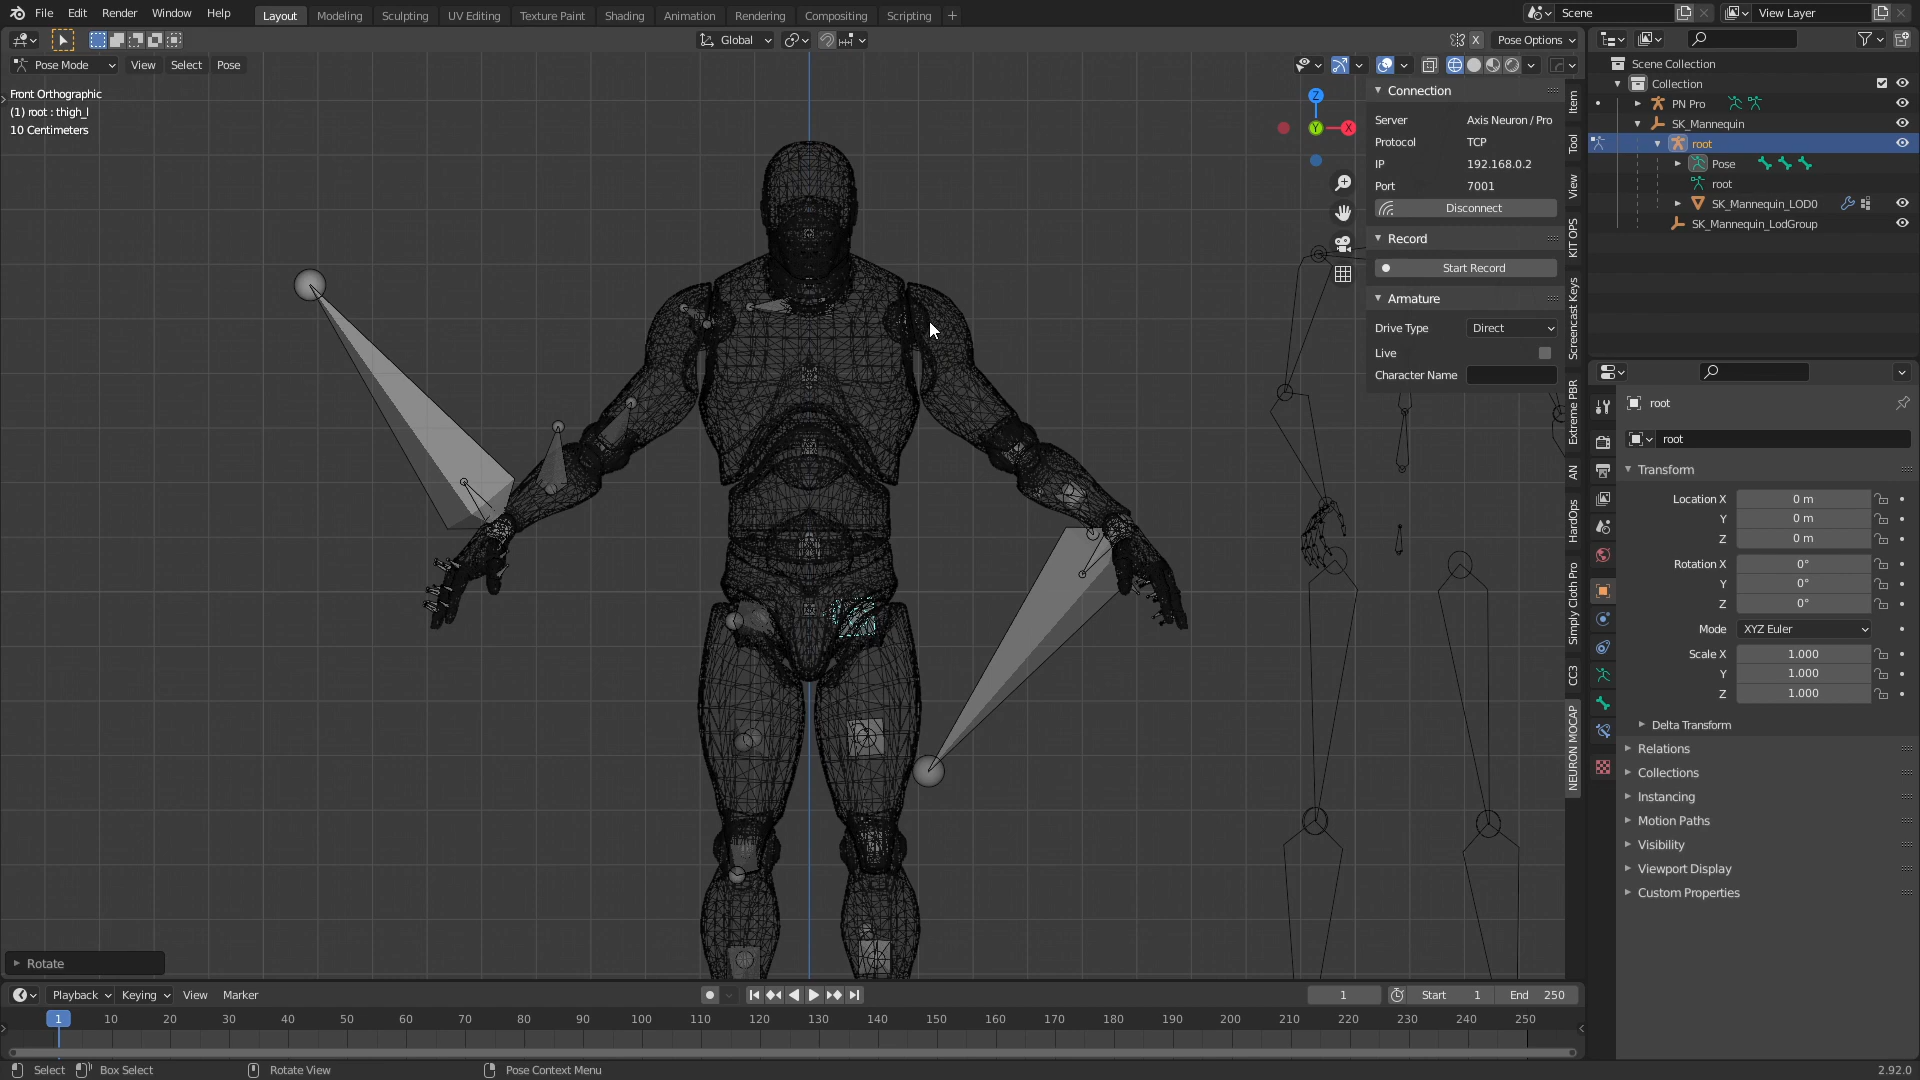 File Edit Render Window Help Layout Modeling Sculpting UV Editing Texture Paint Shading Animation Rendering Compositing Scripting + Scene View Layer
Global X Pose Options
Pose Mode View Select Pose
Front Orthographic
(1) root : thigh_l
10 Centimeters
Z
Y
X
Connection
Server Axis Neuron / Pro
Protocol TCP
IP 192.168.0.2
Port 7001
Disconnect
Record
Start Record
Armature
Drive Type Direct
Live
Character Name
Item
Tool
View
KIT OPS
Screencast Keys
Extreme PBR
AN
HardOps
Simply Cloth Pro
CC3
NEURON MOCAP
Scene Collection
Collection
PN Pro
SK_Mannequin
root
Pose
root
SK_Mannequin_LOD0
SK_Mannequin_LodGroup
root
root
Transform
Location X 0 m
Y 0 m
Z 0 m
Rotation X 0°
Y 0°
Z 0°
Mode XYZ Euler
Scale X 1.000
Y 1.000
Z 1.000
Delta Transform
Relations
Collections
Instancing
Motion Paths
Visibility
Viewport Display
Custom Properties
Rotate
Playback Keying View Marker 1 Start 1 End 250
1 10 20 30 40 50 60 70 80 90 100 110 120 130 140 150 160 170 180 190 200 210 220 230 240 250
Select Box Select Rotate View Pose Context Menu 2.92.0